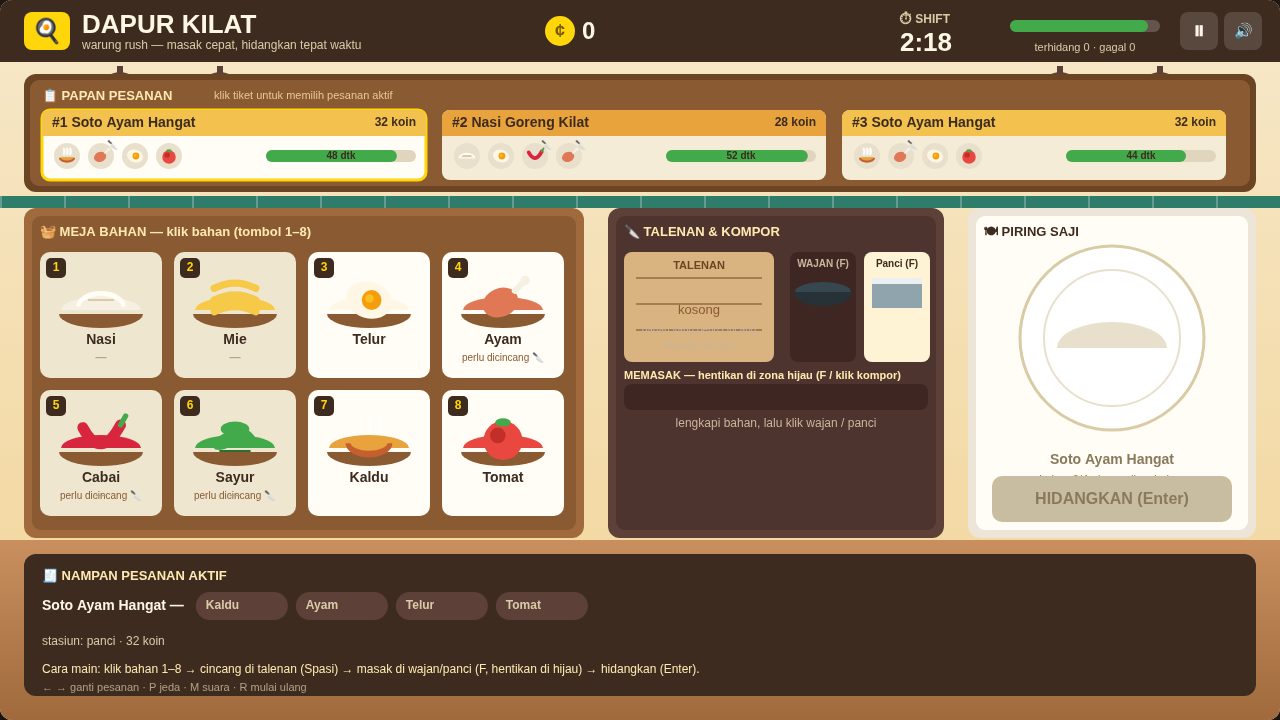 DAPUR KILAT
warung rush — masak cepat, hidangkan tepat waktu
¢ 0
⏱ SHIFT
2:18
terhidang 0 · gagal 0
📋 PAPAN PESANAN
klik tiket untuk memilih pesanan aktif
#1 Soto Ayam Hangat 32 koin
48 dtk
#2 Nasi Goreng Kilat 28 koin
52 dtk
#3 Soto Ayam Hangat 32 koin
44 dtk
🧺 MEJA BAHAN — klik bahan (tombol 1–8)
1
Nasi
—
2
Mie
—
3
Telur
4
Ayam
perlu dicincang 🔪
5
Cabai
perlu dicincang 🔪
6
Sayur
perlu dicincang 🔪
7
Kaldu
8
Tomat
🔪 TALENAN & KOMPOR
TALENAN
kosong
WAJAN (F)
Panci (F)
MEMASAK — hentikan di zona hijau (F / klik kompor)
lengkapi bahan, lalu klik wajan / panci
🍽 PIRING SAJI
Soto Ayam Hangat
HIDANGKAN (Enter)
🧾 NAMPAN PESANAN AKTIF
Soto Ayam Hangat — Kaldu Ayam Telur Tomat
stasiun: panci · 32 koin
Cara main: klik bahan 1–8 → cincang di talenan (Spasi) → masak di wajan/panci (F, hentikan di hijau) → hidangkan (Enter).
← → ganti pesanan · P jeda · M suara · R mulai ulang